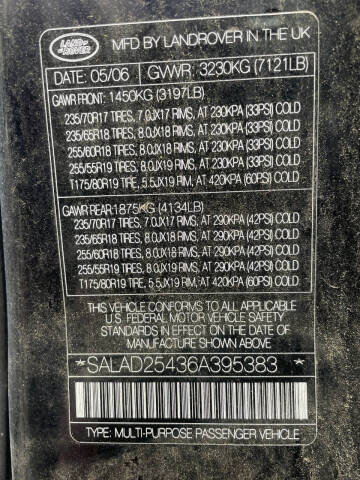 LAND ROVER
MFD BY LANDROVER IN THE UK
DATE: 05/06 GVWR: 3230KG (7121LB)
GAWR FRONT: 1450KG (3197LB)
235/70R17 TIRES, 7.0JX17 RIMS, AT 230KPA (33PSI) COLD
235/65R18 TIRES, 8.0JX18 RIMS, AT 230KPA (33PSI) COLD
255/60R18 TIRES, 8.0JX18 RIMS, AT 230KPA (33PSI) COLD
255/55R19 TIRES, 8.0JX19 RIMS, AT 230KPA (33PSI) COLD
T175/80R19 TIRE, 5.5JX19 RIM, AT 420KPA (60PSI) COLD
GAWR REAR: 1875KG (4134LB)
235/70R17 TIRES, 7.0JX17 RIMS, AT 290KPA (42PSI) COLD
235/65R18 TIRES, 8.0JX18 RIMS, AT 290KPA (42PSI) COLD
255/60R18 TIRES, 8.0JX18 RIMS, AT 290KPA (42PSI) COLD
255/55R19 TIRES, 8.0JX19 RIMS, AT 290KPA (42PSI) COLD
T175/80R19 TIRE, 5.5JX19 RIM, AT 420KPA (60PSI) COLD
THIS VEHICLE CONFORMS TO ALL APPLICABLE
U.S. FEDERAL MOTOR VEHICLE SAFETY
STANDARDS IN EFFECT ON THE DATE OF
MANUFACTURE SHOWN ABOVE.
*SALAD25436A395383*
TYPE: MULTI-PURPOSE PASSENGER VEHICLE